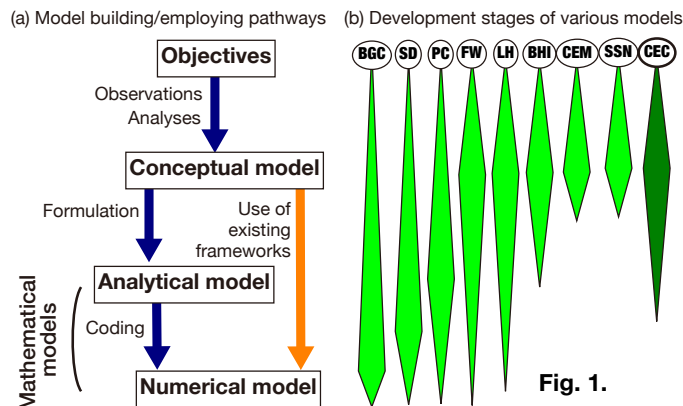 (a) Model building/employing pathways
Objectives
Observations
Analyses
Conceptual model
Formulation
Use of
existing
frameworks
Analytical model
Coding
Mathematical
models
Numerical model
(b) Development stages of various models
BGC SD PC FW LH BHI CEM SSN CEC
Fig. 1.